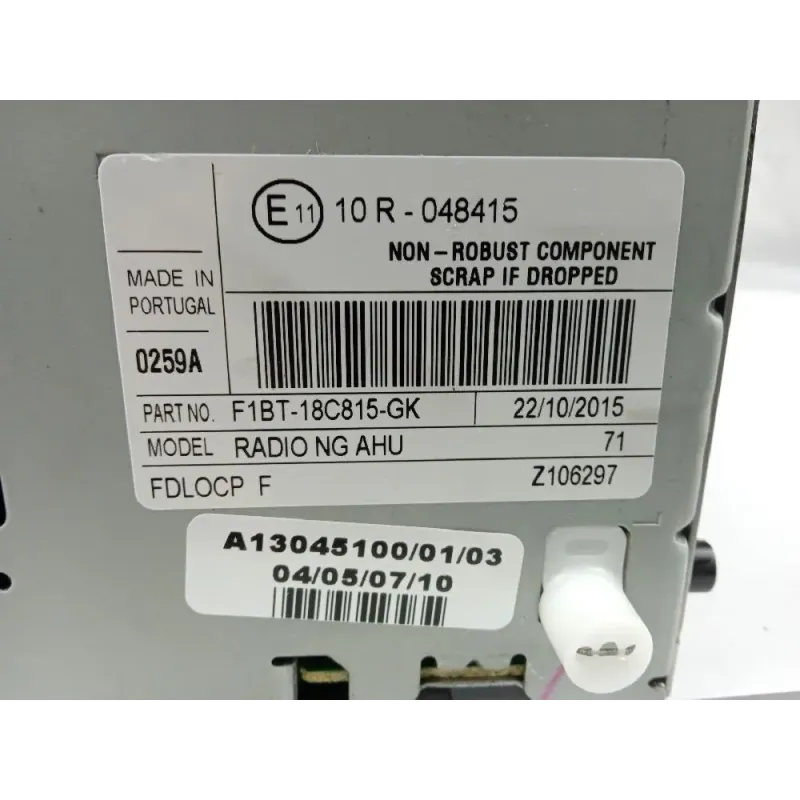 E 11 10 R - 048415
NON-ROBUST COMPONENT
SCRAP IF DROPPED
MADE IN
PORTUGAL
0259A
PART NO. F1BT-18C815-GK 22/10/2015
MODEL RADIO NG AHU 71
FDLOCP F Z106297
A13045100/01/03
04/05/07/10